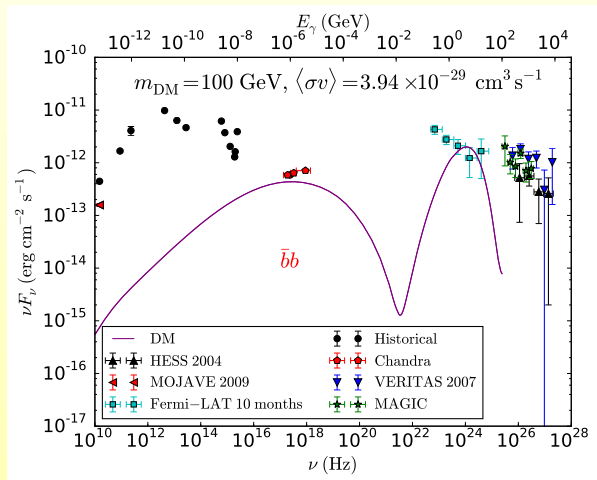 E_γ (GeV)
10^{-12} 10^{-10} 10^{-8} 10^{-6} 10^{-4} 10^{-2} 10^{0} 10^{2} 10^{4}
10^{-10}
m_{DM}=100 GeV, ⟨σv⟩=3.94×10^{-29} cm^3 s^{-1}
10^{-11}
10^{-12}
10^{-13}
b̄b
10^{-14}
10^{-15}
10^{-16}
10^{-17}
νF_ν (erg cm^{-2} s^{-1})
DM
HESS 2004
MOJAVE 2009
Fermi−LAT 10 months
Historical
Chandra
VERITAS 2007
MAGIC
10^{10} 10^{12} 10^{14} 10^{16} 10^{18} 10^{20} 10^{22} 10^{24} 10^{26} 10^{28}
ν (Hz)